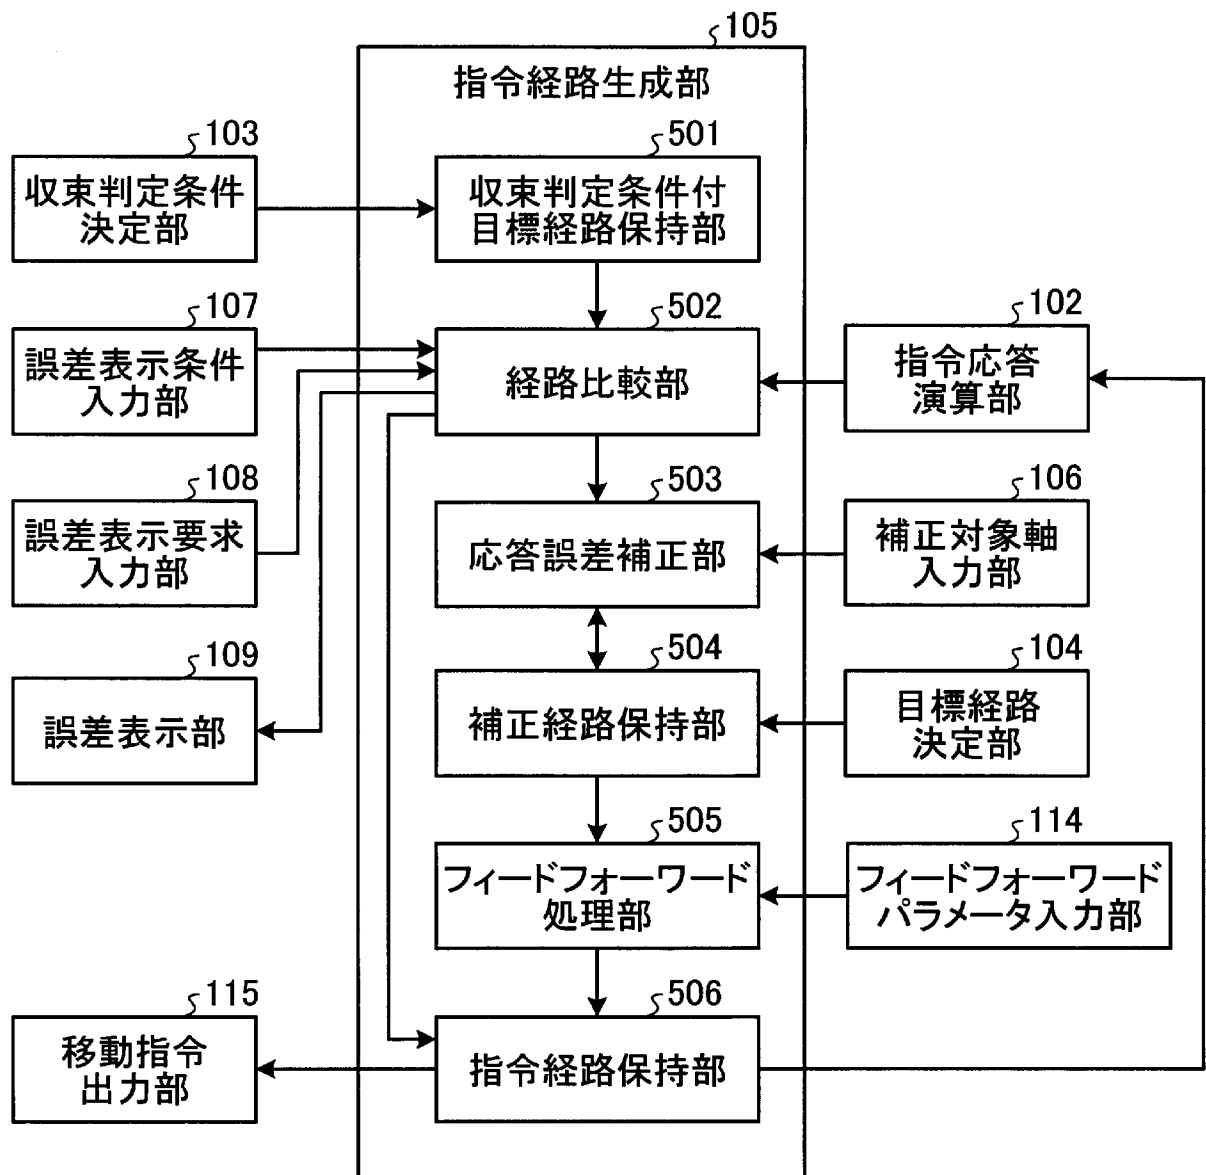 105
指令経路生成部
103
収束判定条件
決定部
501
収束判定条件付
目標経路保持部
107
誤差表示条件
入力部
502
経路比較部
102
指令応答
演算部
108
誤差表示要求
入力部
503
応答誤差補正部
106
補正対象軸
入力部
109
誤差表示部
504
補正経路保持部
104
目標経路
決定部
505
フィードフォーワード
処理部
114
フィードフォーワード
パラメータ入力部
115
移動指令
出力部
506
指令経路保持部